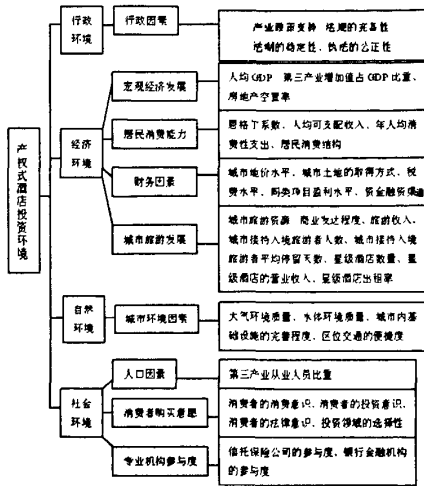 行政
环境
行政因素
产业政策支持 法规的完备性
法制的稳定性、执法的公正性
宏观经济发展
人均GDP 第三产业增加值占GDP比重、
房地产空置率
居民消费能力
恩格尔系数、人均可支配收入、年人均消
费性支出、居民消费结构
经济
环境
财务因素
城市地价水平、城市土地的取得方式、税
费水平、同类项目盈利水平、资金融资渠道
城市旅游发展
城市旅游资源 商业发达程度、旅游收入、
城市接待入境旅游者人数、城市接待入境
旅游者平均停留天数、星级酒店数量、星
级酒店的营业收入、星级酒店出租率
产权式酒店投资环境
自然
环境
城市环境因素
大气环境质量、水体环境质量、城市内基
础设施的完善程度、区位交通的便捷度
人口因素
第三产业从业人员比重
社会
环境
消费者购买意愿
消费者的消费意识、消费者的投资意识、
消费者的法律意识、投资领域的选择性
专业机构参与度
信托保险公司的参与度、银行金融机构
的参与度